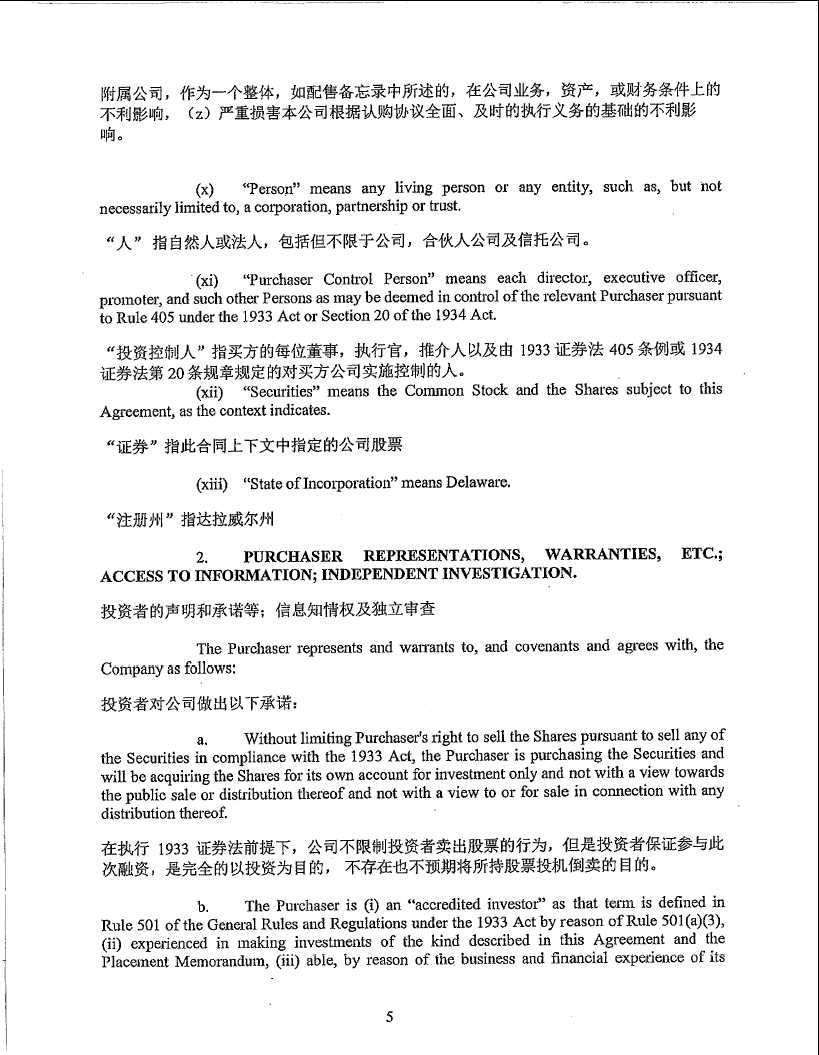 附属公司，作为一个整体，如配售备忘录中所述的，在公司业务，资产，或财务条件上的
不利影响，（z）严重损害本公司根据认购协议全面、及时的执行义务的基础的不利影
响。
(x) “Person” means any living person or any entity, such as, but not
necessarily limited to, a corporation, partnership or trust.
“人” 指自然人或法人，包括但不限于公司，合伙人公司及信托公司。
(xi) “Purchaser Control Person” means each director, executive officer,
promoter, and such other Persons as may be deemed in control of the relevant Purchaser pursuant
to Rule 405 under the 1933 Act or Section 20 of the 1934 Act.
“投资控制人”指买方的每位董事，执行官，推介人以及由 1933 证券法 405 条例或 1934
证券法第 20 条规章规定的对买方公司实施控制的人。
(xii) “Securities” means the Common Stock and the Shares subject to this
Agreement, as the context indicates.
“证券”指此合同上下文中指定的公司股票
(xiii) “State of Incorporation” means Delaware.
“注册州”指达拉威尔州
2. PURCHASER REPRESENTATIONS, WARRANTIES, ETC.;
ACCESS TO INFORMATION; INDEPENDENT INVESTIGATION.
投资者的声明和承诺等；信息知情权及独立审查
The Purchaser represents and warrants to, and covenants and agrees with, the
Company as follows:
投资者对公司做出以下承诺：
a. Without limiting Purchaser's right to sell the Shares pursuant to sell any of
the Securities in compliance with the 1933 Act, the Purchaser is purchasing the Securities and
will be acquiring the Shares for its own account for investment only and not with a view towards
the public sale or distribution thereof and not with a view to or for sale in connection with any
distribution thereof.
在执行 1933 证券法前提下，公司不限制投资者卖出股票的行为，但是投资者保证参与此
次融资，是完全的以投资为目的， 不存在也不预期将所持股票投机倒卖的目的。
b. The Purchaser is (i) an “accredited investor” as that term is defined in
Rule 501 of the General Rules and Regulations under the 1933 Act by reason of Rule 501(a)(3),
(ii) experienced in making investments of the kind described in this Agreement and the
Placement Memorandum, (iii) able, by reason of the business and financial experience of its
5